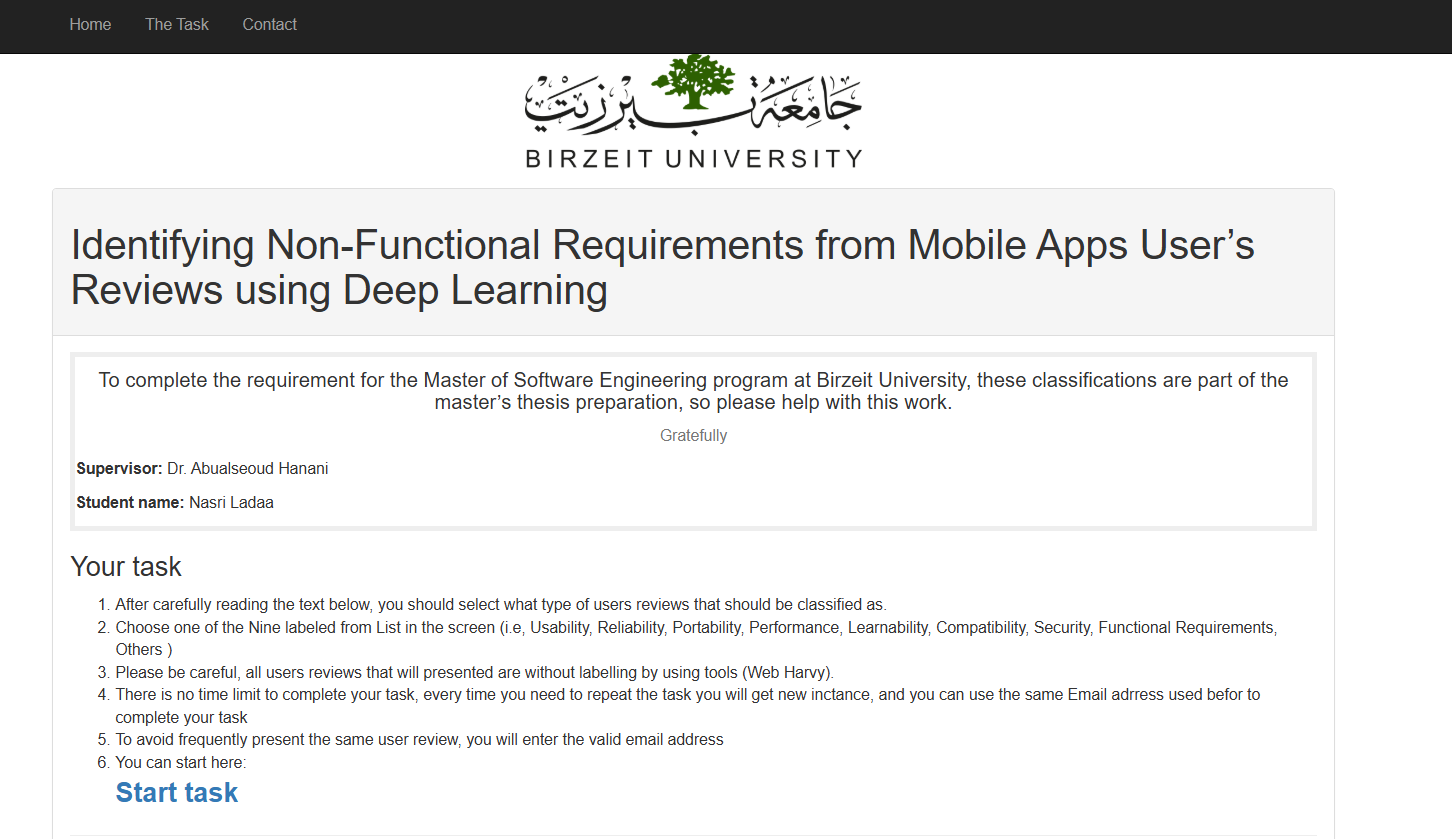 Home The Task Contact
جامعة بيرزيت
BIRZEIT UNIVERSITY
Identifying Non-Functional Requirements from Mobile Apps User’s
Reviews using Deep Learning
To complete the requirement for the Master of Software Engineering program at Birzeit University, these classifications are part of the
master’s thesis preparation, so please help with this work.
Gratefully
Supervisor: Dr. Abualseoud Hanani
Student name: Nasri Ladaa
Your task
1. After carefully reading the text below, you should select what type of users reviews that should be classified as.
2. Choose one of the Nine labeled from List in the screen (i.e, Usability, Reliability, Portability, Performance, Learnability, Compatibility, Security, Functional Requirements,
Others )
3. Please be careful, all users reviews that will presented are without labelling by using tools (Web Harvy).
4. There is no time limit to complete your task, every time you need to repeat the task you will get new inctance, and you can use the same Email adrress used befor to
complete your task
5. To avoid frequently present the same user review, you will enter the valid email address
6. You can start here:
Start task